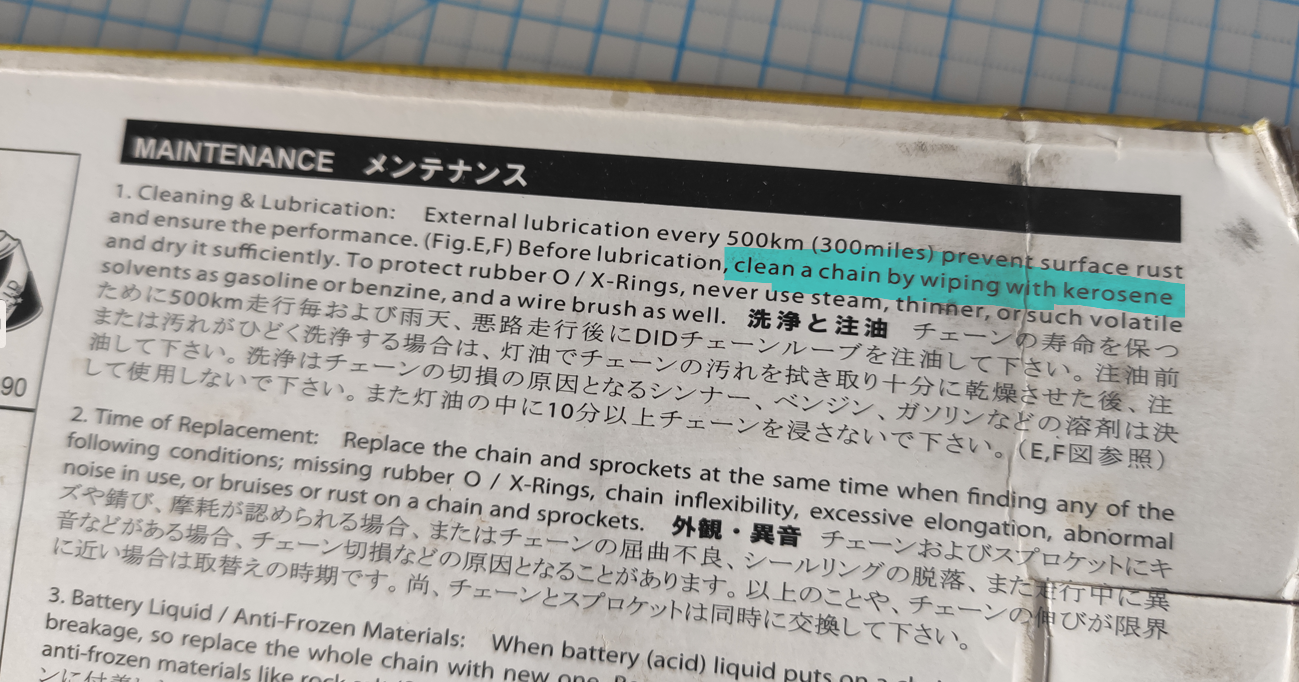 MAINTENANCE メンテナンス
1. Cleaning & Lubrication: External lubrication every 500km (300miles) prevent surface rust
and ensure the performance. (Fig.E,F) Before lubrication, clean a chain by wiping with kerosene
and dry it sufficiently. To protect rubber O / X-Rings, never use steam, thinner, or such volatile
solvents as gasoline or benzine, and a wire brush as well. 洗浄と注油 チェーンの寿命を保つ
ために500km走行毎および雨天、悪路走行後にDIDチェーンルーブを注油して下さい。注油前
または汚れがひどく洗浄する場合は、灯油でチェーンの汚れを拭き取り十分に乾燥させた後、注
油して下さい。洗浄はチェーンの切損の原因となるシンナー、ベンジン、ガソリンなどの溶剤は決
して使用しないで下さい。また灯油の中に10分以上チェーンを浸さないで下さい。（E,F図参照）
2. Time of Replacement: Replace the chain and sprockets at the same time when finding any of the
following conditions; missing rubber O / X-Rings, chain inflexibility, excessive elongation, abnormal
noise in use, or bruises or rust on a chain and sprockets. 外観・異音 チェーンおよびスプロケットにキ
ズや錆び、摩耗が認められる場合、またはチェーンの屈曲不良、シールリングの脱落、また走行中に異
音などがある場合、チェーン切損などの原因となることがあります。以上のことや、チェーンの伸びが限界
に近い場合は取替えの時期です。尚、チェーンとスプロケットは同時に交換して下さい。
3. Battery Liquid / Anti-Frozen Materials: When battery (acid) liquid puts on a
breakage, so replace the whole chain with new one.
anti-frozen materials like
90